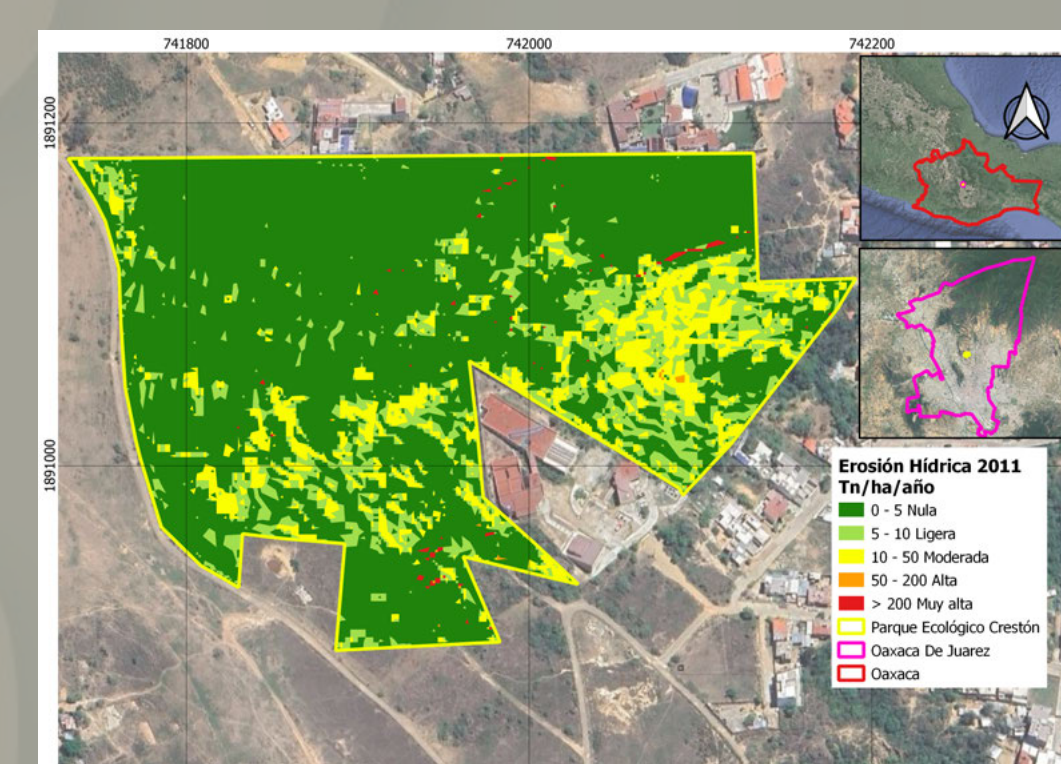 741800
742000
742200
1891200
1891000
Erosión Hídrica 2011
Tn/ha/año
0 - 5 Nula
5 - 10 Ligera
10 - 50 Moderada
50 - 200 Alta
> 200 Muy alta
Parque Ecológico Crestón
Oaxaca De Juarez
Oaxaca